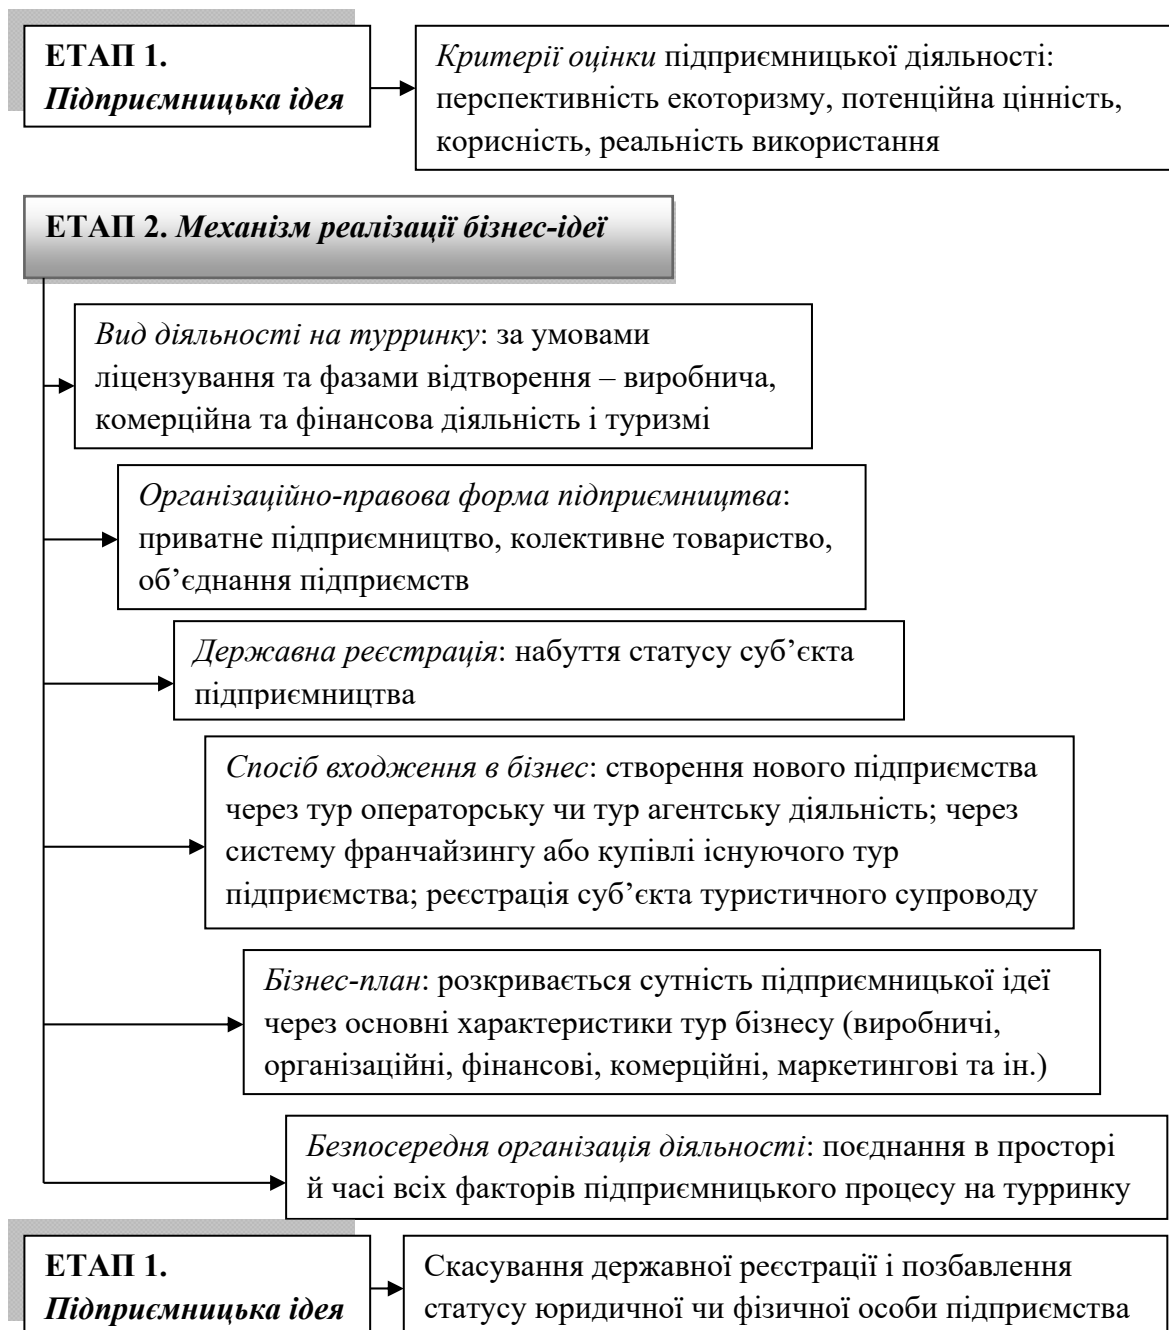 ЕТАП 1.
Підприємницька ідея
Критерії оцінки підприємницької діяльності:
перспективність екоторизму, потенційна цінність,
корисність, реальність використання
ЕТАП 2. Механізм реалізації бізнес-ідеї
Вид діяльності на турринку: за умовами
ліцензування та фазами відтворення – виробнича,
комерційна та фінансова діяльність і туризмі
Організаційно-правова форма підприємництва:
приватне підприємництво, колективне товариство,
об’єднання підприємств
Державна реєстрація: набуття статусу суб’єкта
підприємництва
Спосіб входження в бізнес: створення нового підприємства
через тур операторську чи тур агентську діяльність; через
систему франчайзингу або купівлі існуючого тур
підприємства; реєстрація суб’єкта туристичного супроводу
Бізнес-план: розкривається сутність підприємницької ідеї
через основні характеристики тур бізнесу (виробничі,
організаційні, фінансові, комерційні, маркетингові та ін.)
Безпосередня організація діяльності: поєднання в просторі
й часі всіх факторів підприємницького процесу на турринку
ЕТАП 1.
Підприємницька ідея
Скасування державної реєстрації і позбавлення
статусу юридичної чи фізичної особи підприємства